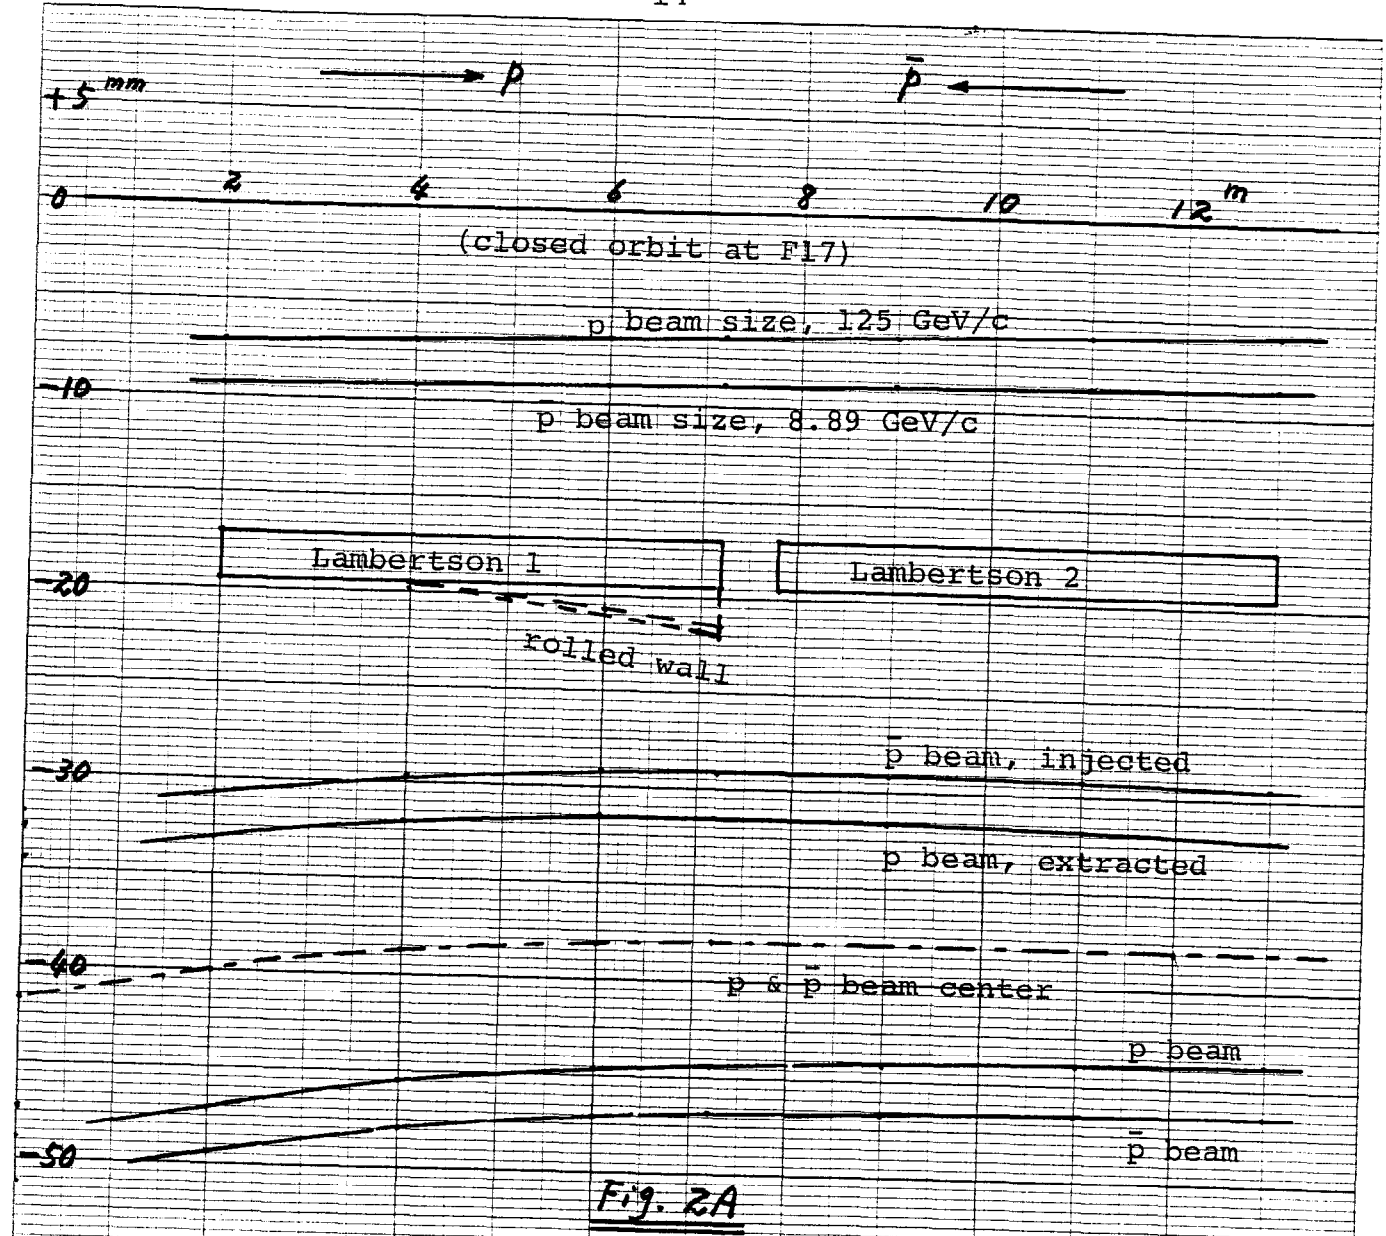 → p
p̄ ←
+5 mm
2 4 6 8 10 12 m
0
(closed orbit at F17)
p beam size, 125 GeV/c
-10
p beam size, 8.89 GeV/c
Lambertson 1
Lambertson 2
-20
rolled wall
p̄ beam, injected
-30
p beam, extracted
-40
p & p̄ beam center
p beam
p̄ beam
-50
Fig. 2A